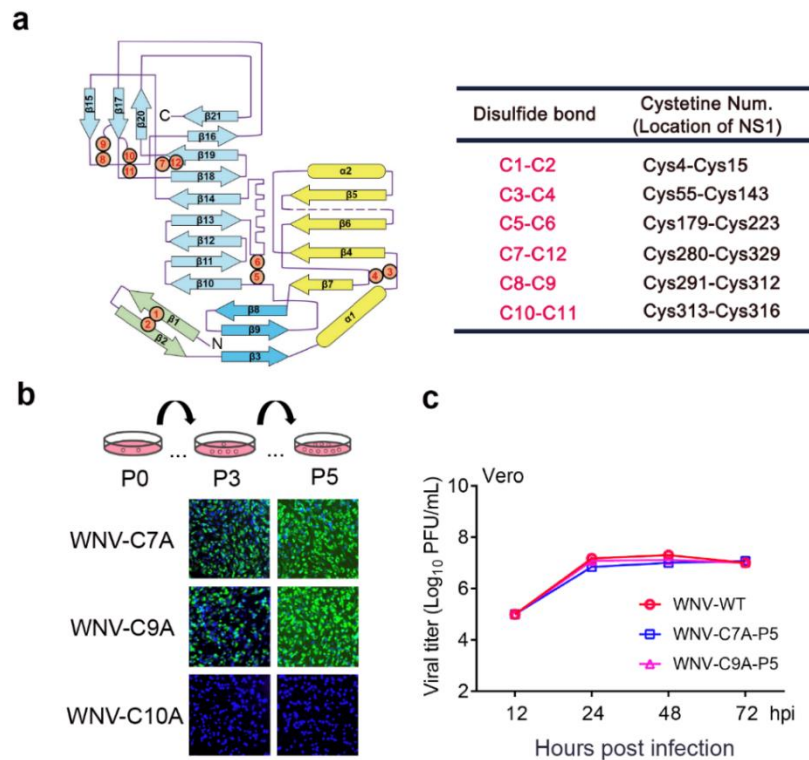 a
β15
β17
β20
C
β21
β16
β19
β18
β14
β13
β12
β11
β10
9
8
10
11
7
12
6
5
α2
β5
β6
β4
β7
4
3
β8
β9
β3
α1
1
2
β1
β2
N
Disulfide bond
Cystetine Num.
(Location of NS1)
C1-C2 Cys4-Cys15
C3-C4 Cys55-Cys143
C5-C6 Cys179-Cys223
C7-C12 Cys280-Cys329
C8-C9 Cys291-Cys312
C10-C11 Cys313-Cys316
b
... ...
P0 P3 P5
WNV-C7A
WNV-C9A
WNV-C10A
c
Vero
Viral titer (Log10 PFU/mL)
10
8
6
4
2
WNV-WT
WNV-C7A-P5
WNV-C9A-P5
12 24 48 72 hpi
Hours post infection